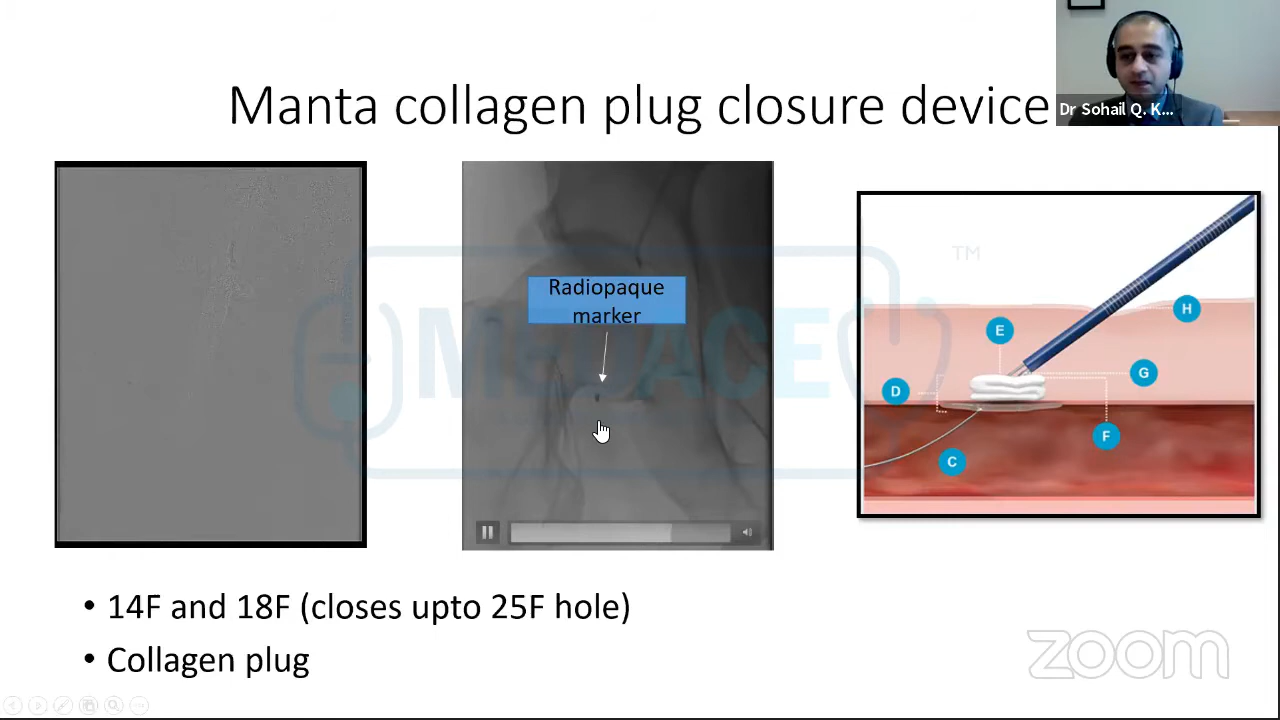 Manta collagen plug closure device
Dr Sohail Q. K...
Radiopaque
marker
MEDACE
TM
E
H
G
D
F
C
• 14F and 18F (closes upto 25F hole)
• Collagen plug
zoom